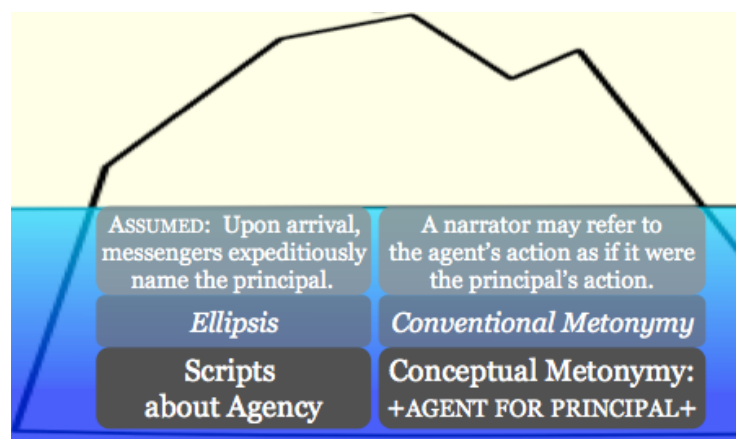 ASSUMED: Upon arrival,
messengers expeditiously
name the principal.
A narrator may refer to
the agent's action as if it were
the principal's action.
Ellipsis
Conventional Metonymy
Scripts
about Agency
Conceptual Metonymy:
+AGENT FOR PRINCIPAL+